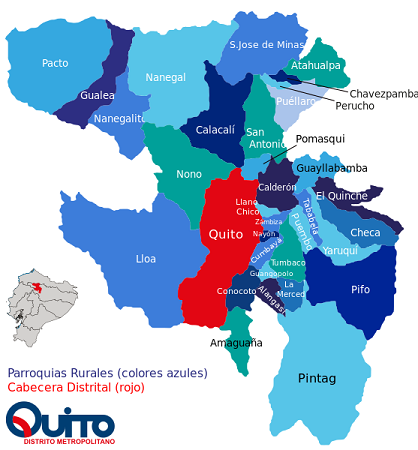 S.Jose de Minas
Pacto
Nanegal
Atahualpa
Gualea
Chavezpamba
Puéllaro
Perucho
Nanegalito
Calacalí
San
Antonio
Pomasqui
Guayllabamba
Nono
Calderón
El Quinche
Llano
Chico
Tababela
Zambiza
Puembo
Checa
Quito
Nayón
Cumbaya
Yaruqui
Lloa
Tumbaco
Guangopolo
Conocoto
La
Merced
Alangasi
Pifo
Amaguaña
Pintag
Parroquias Rurales (colores azules)
Cabecera Distrital (rojo)
Quito
DISTRITO METROPOLITANO